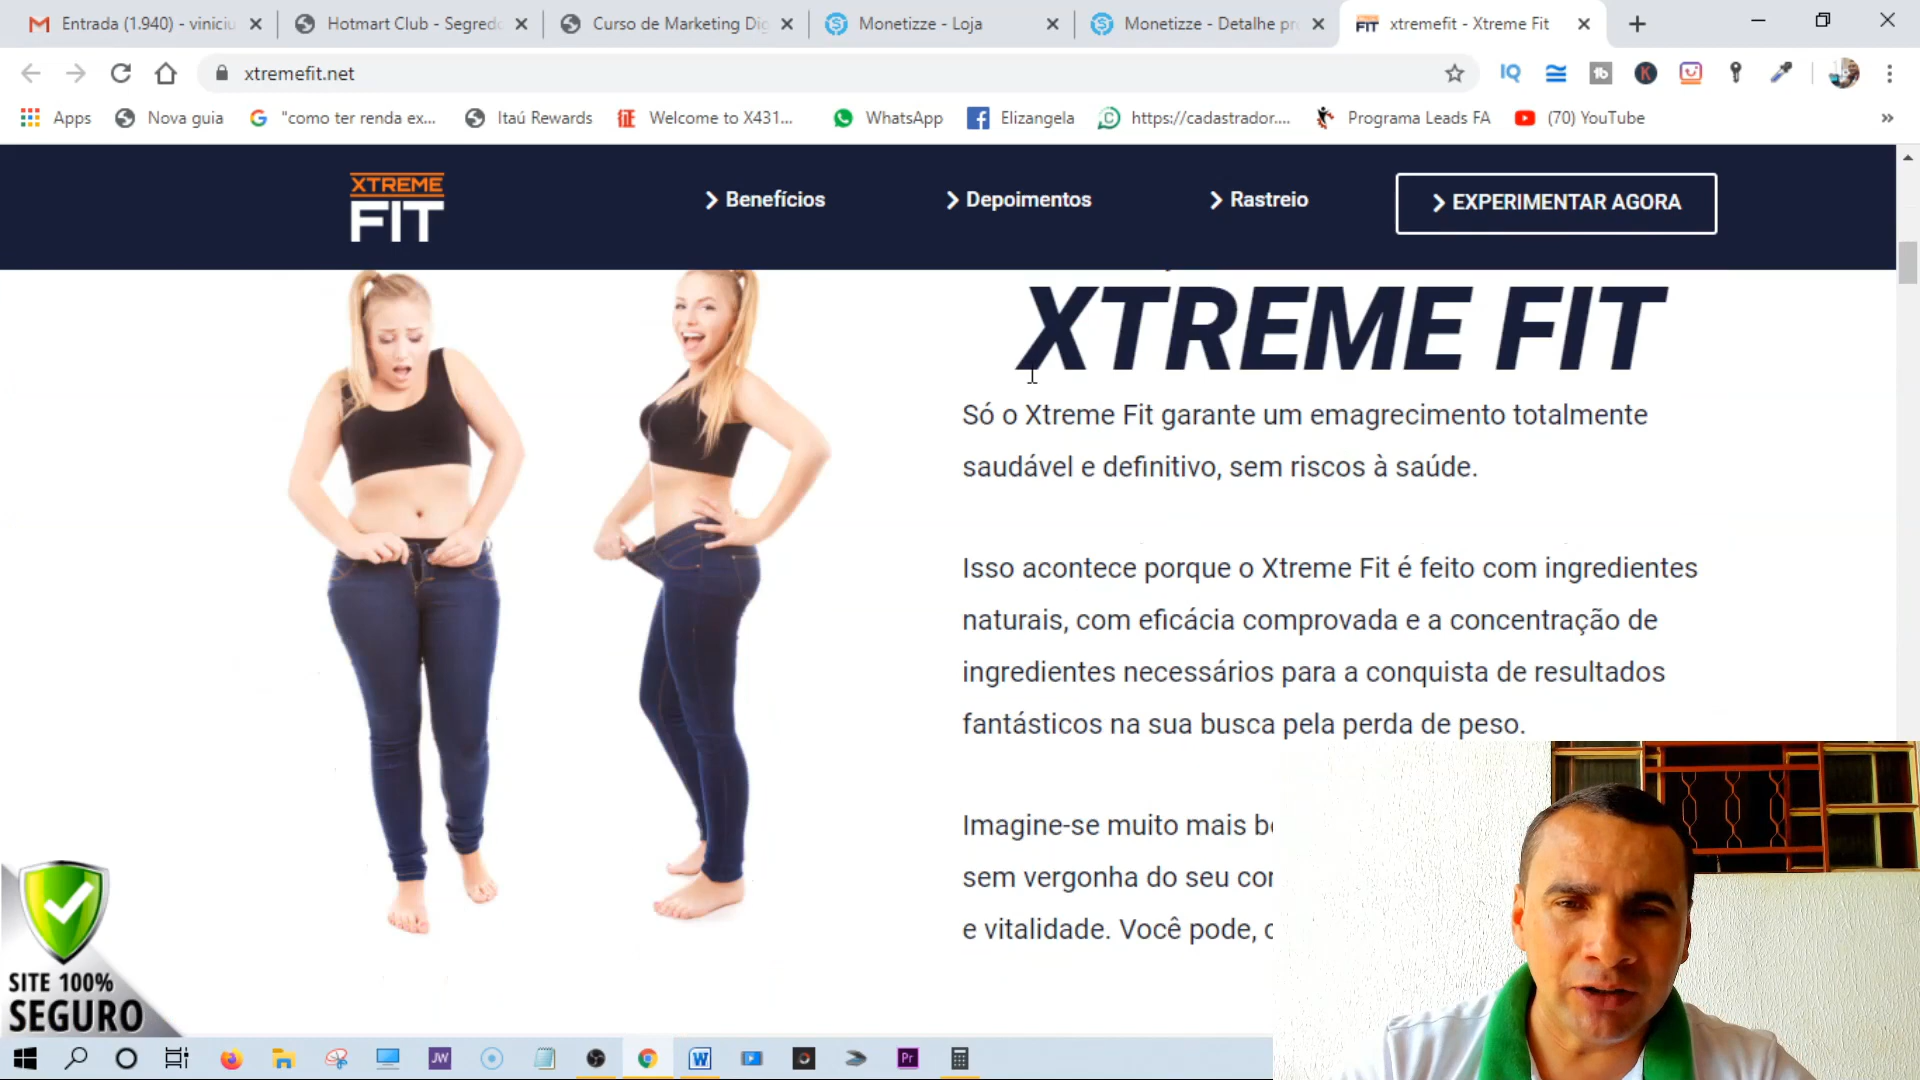 Entrada (1.940) - viniciu
Hotmart Club - Segredo
Curso de Marketing Dig
Monetizze - Loja
Monetizze - Detalhe pr
xtremefit - Xtreme Fit
xtremefit.net
Apps
Nova guia
"como ter renda ex...
Itaú Rewards
Welcome to X431...
WhatsApp
Elizangela
https://cadastrador....
Programa Leads FA
(70) YouTube
XTREME
FIT
Benefícios
Depoimentos
Rastreio
EXPERIMENTAR AGORA
XTREME FIT
Só o Xtreme Fit garante um emagrecimento totalmente
saudável e definitivo, sem riscos à saúde.
Isso acontece porque o Xtreme Fit é feito com ingredientes
naturais, com eficácia comprovada e a concentração de
ingredientes necessários para a conquista de resultados
fantásticos na sua busca pela perda de peso.
Imagine-se muito mais b
sem vergonha do seu cor
e vitalidade. Você pode,
SITE 100%
SEGURO